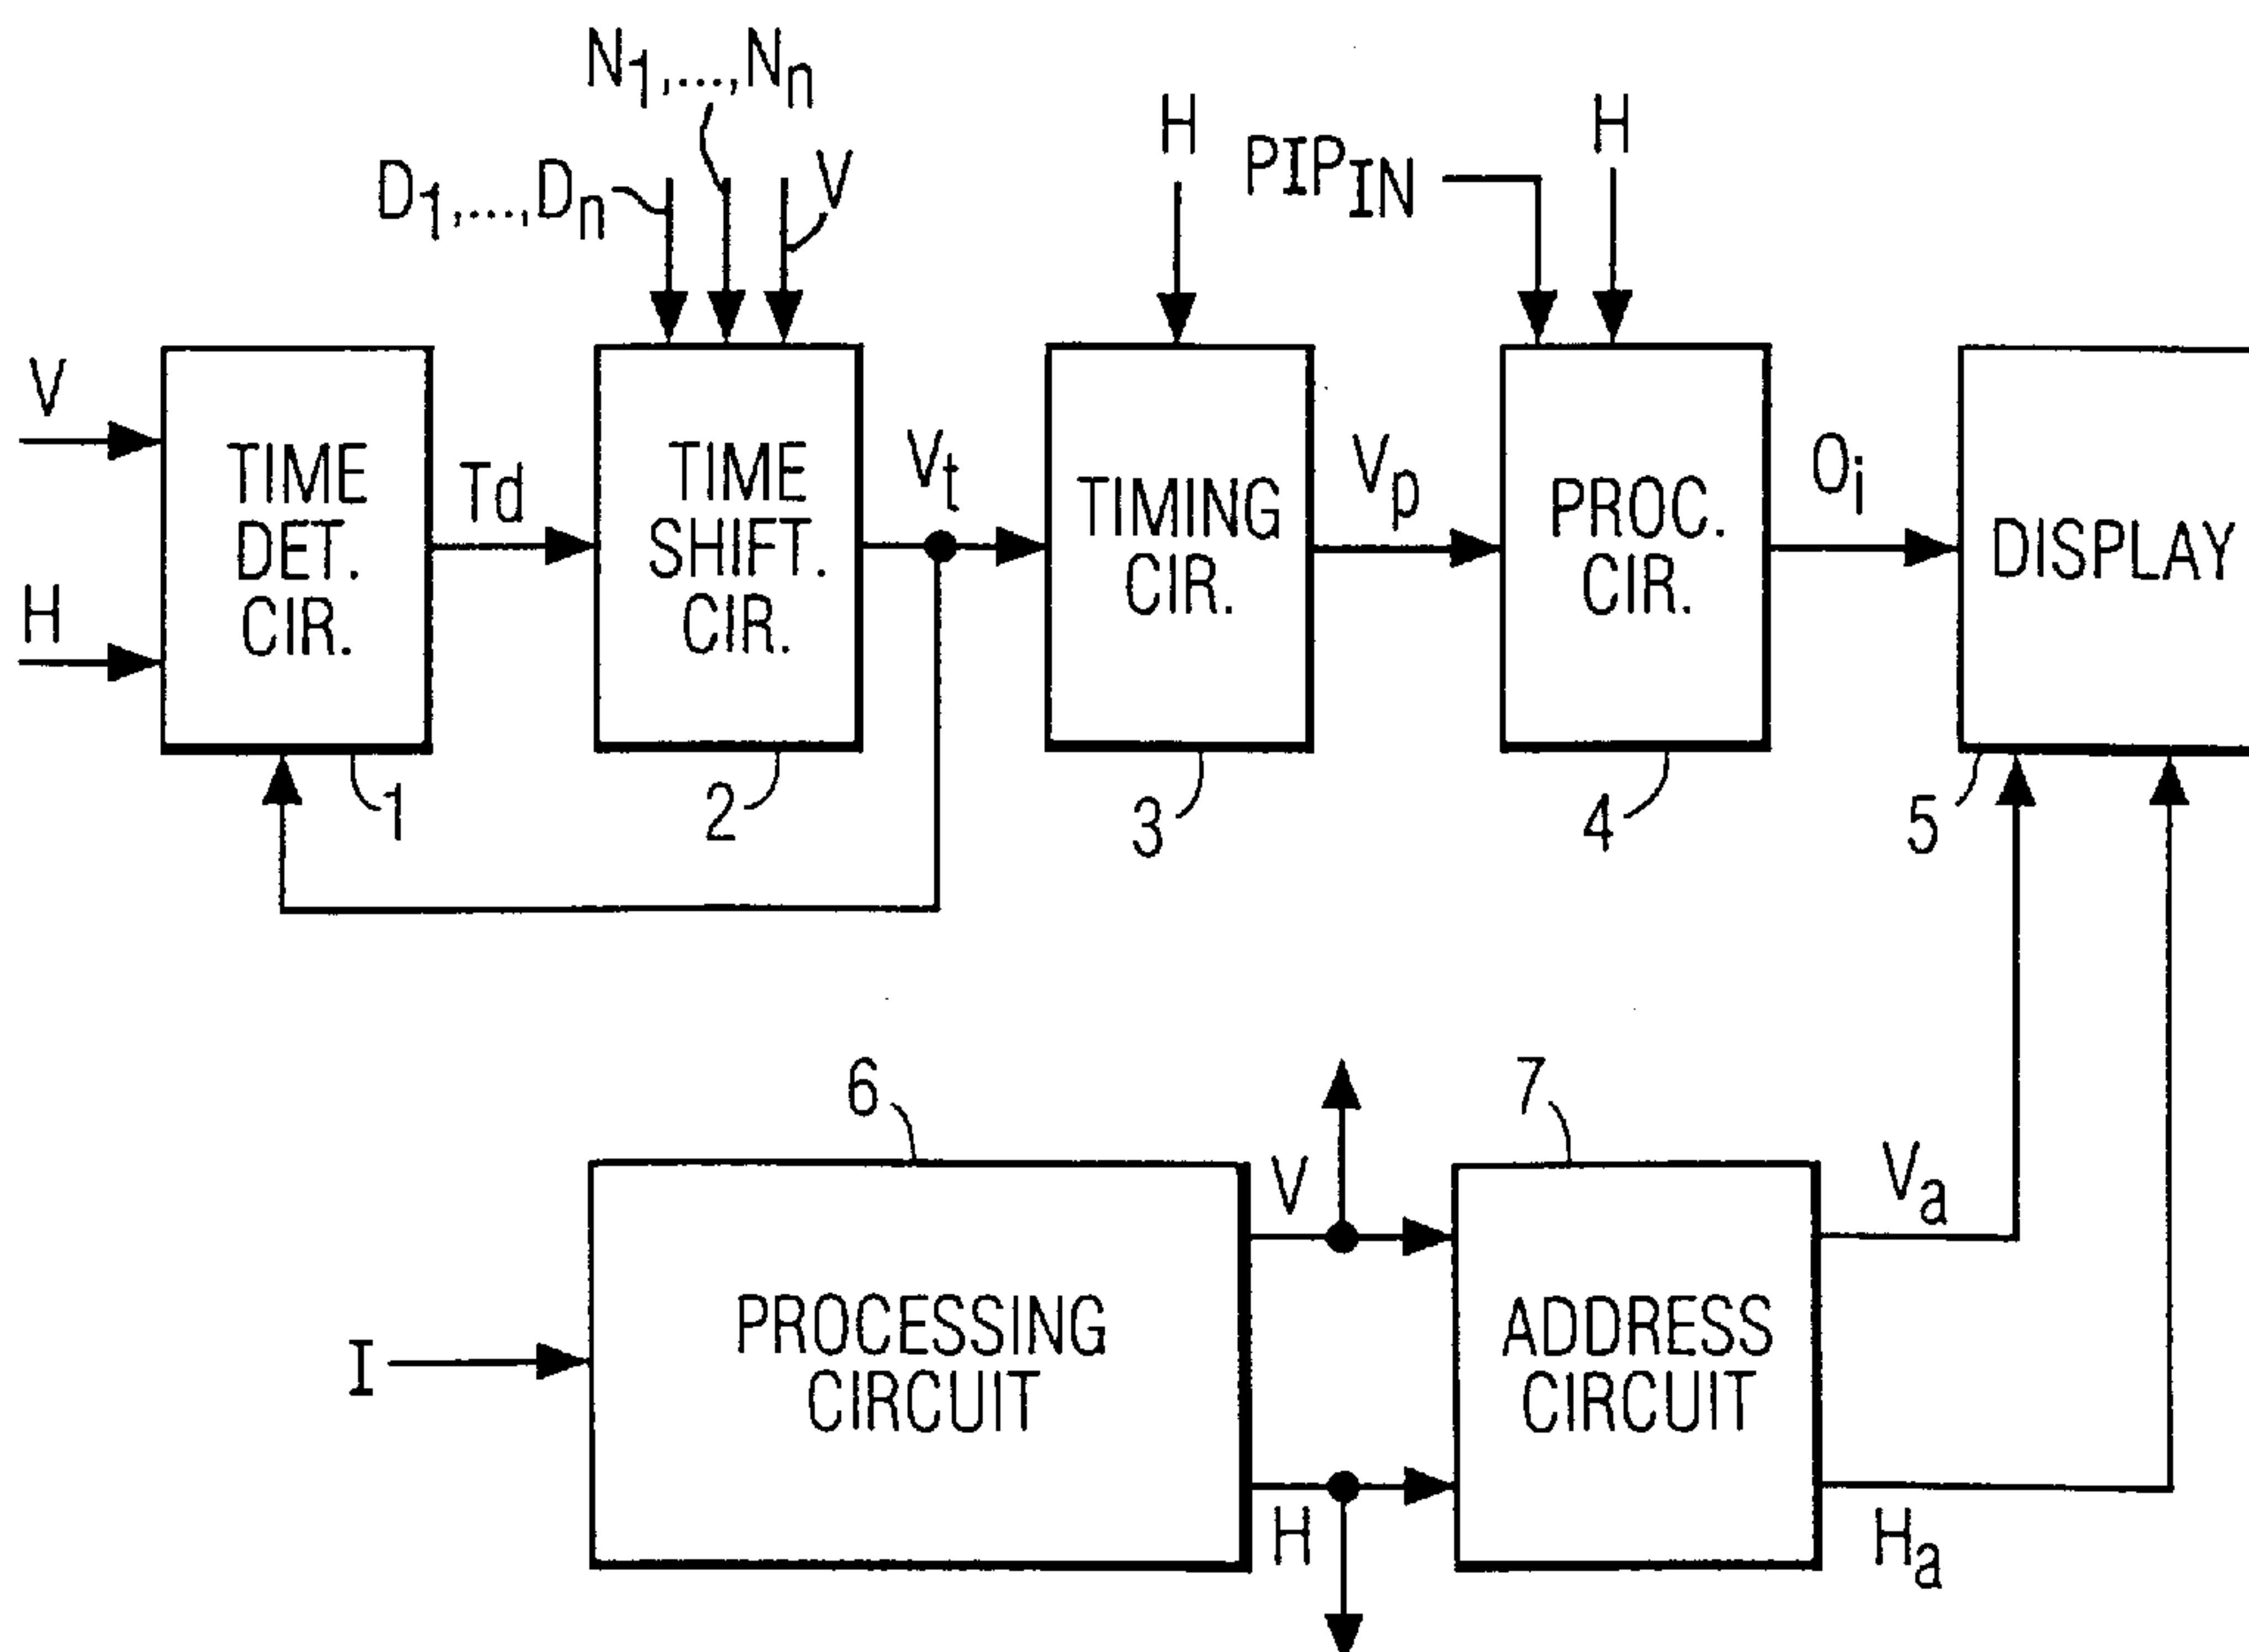 N1,...,Nn
D1,...,Dn
V
H
PIPIN
H
V
H
TIME
DET.
CIR.
Td
TIME
SHIFT.
CIR.
Vt
TIMING
CIR.
Vp
PROC.
CIR.
Oi
DISPLAY
1
2
3
4
5
6
7
I
PROCESSING
CIRCUIT
V
H
ADDRESS
CIRCUIT
Va
Ha